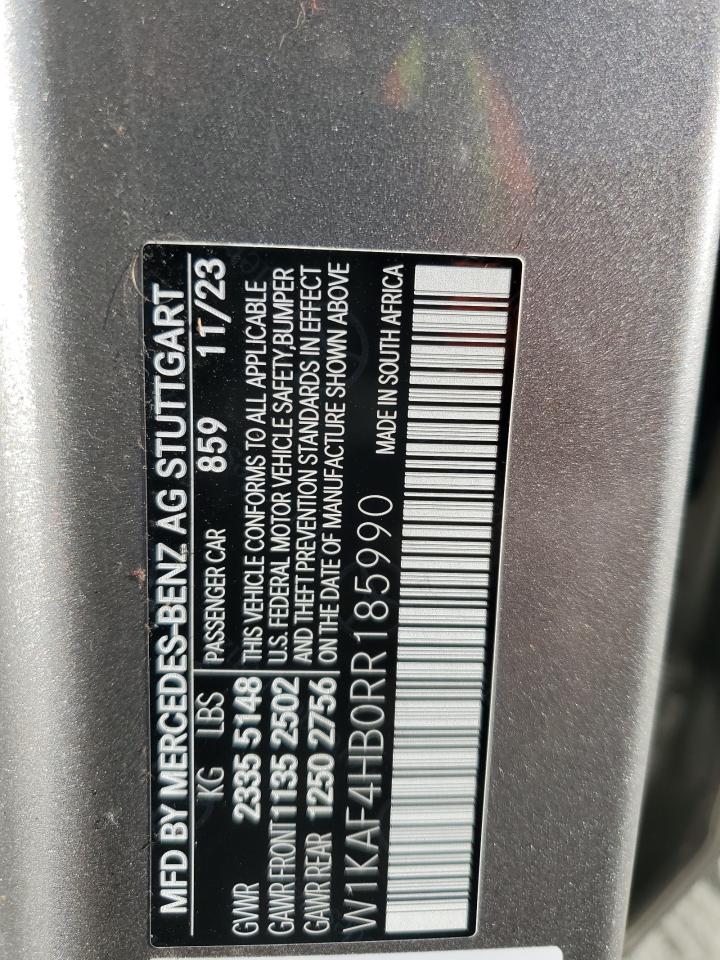 MFD BY MERCEDES-BENZ AG STUTTGART
KG LBS PASSENGER CAR 859 11/23
GVWR 2335 5148
GAWR FRONT 1135 2502
GAWR REAR 1250 2756
THIS VEHICLE CONFORMS TO ALL APPLICABLE
U.S. FEDERAL MOTOR VEHICLE SAFETY,BUMPER
AND THEFT PREVENTION STANDARDS IN EFFECT
ON THE DATE OF MANUFACTURE SHOWN ABOVE
W1KAF4HB0RR185990 MADE IN SOUTH AFRICA